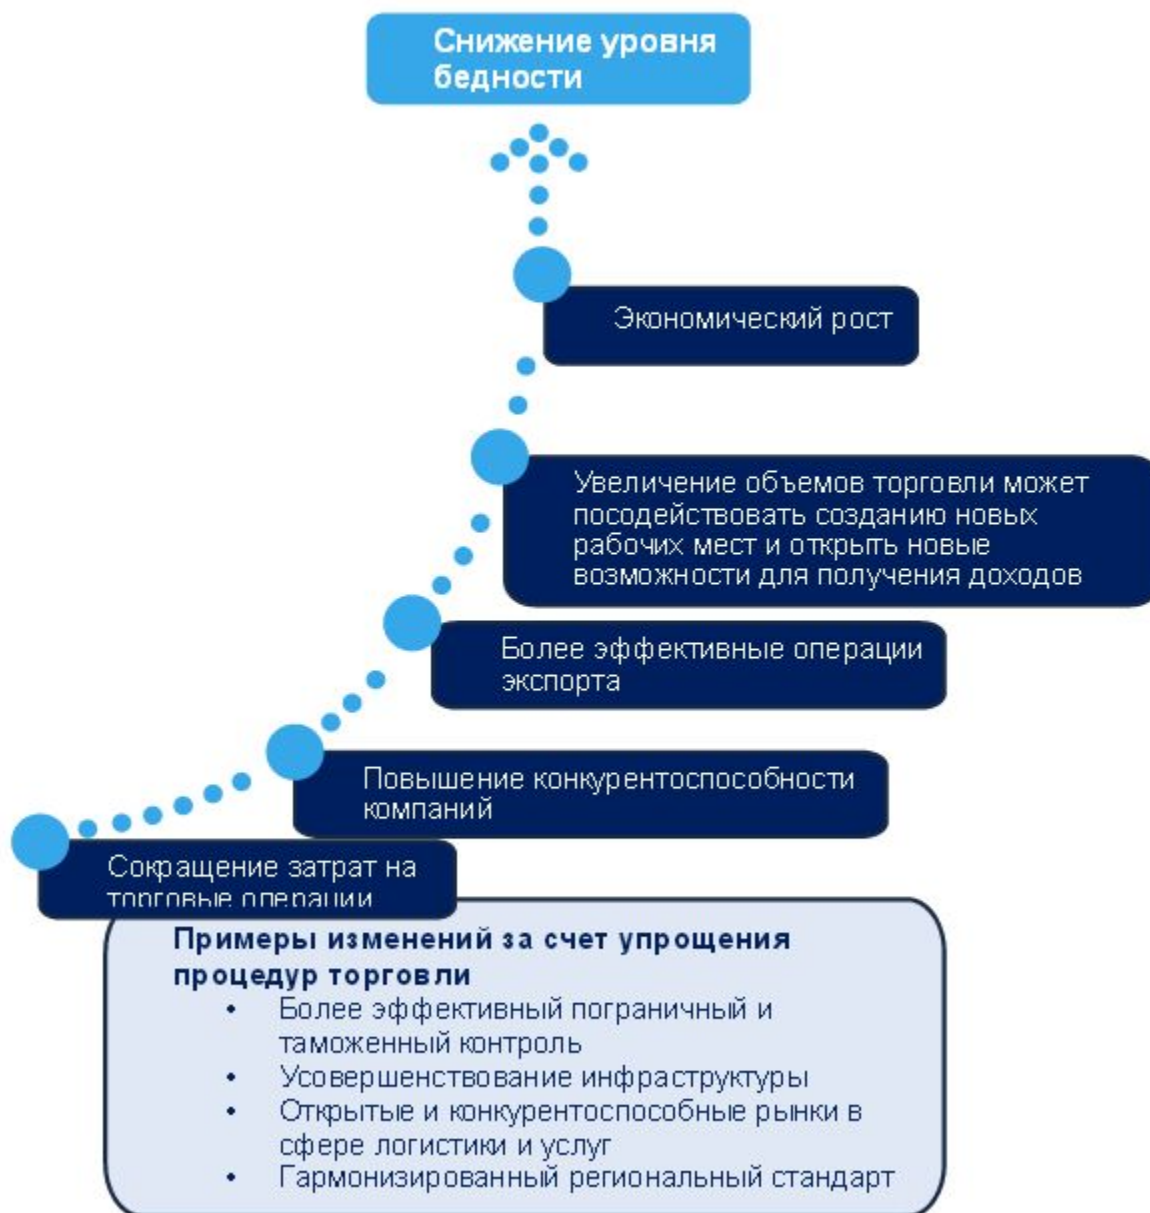 Снижение уровня
бедности
Экономический рост
Увеличение объемов торговли может
посодействовать созданию новых
рабочих мест и открыть новые
возможности для получения доходов
Более эффективные операции
экспорта
Повышение конкурентоспособности
компаний
Сокращение затрат на
торговые операции
Примеры изменений за счет упрощения
процедур торговли
• Более эффективный пограничный и
таможенный контроль
• Усовершенствование инфраструктуры
• Открытые и конкурентоспособные рынки в
сфере логистики и услуг
• Гармонизированный региональный стандарт